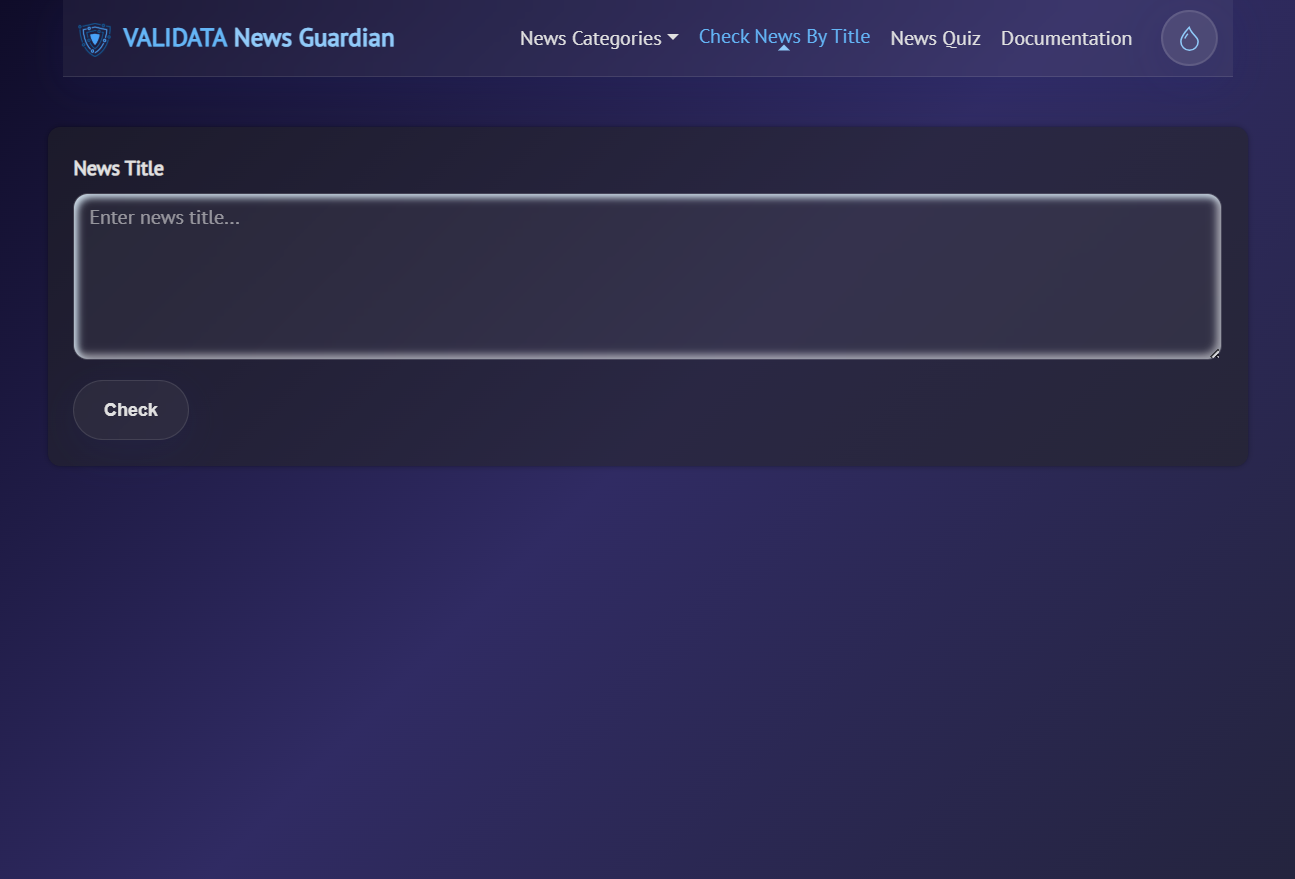 VALIDATA News Guardian
News Categories
Check News By Title
News Quiz
Documentation
News Title
Enter news title...
Check